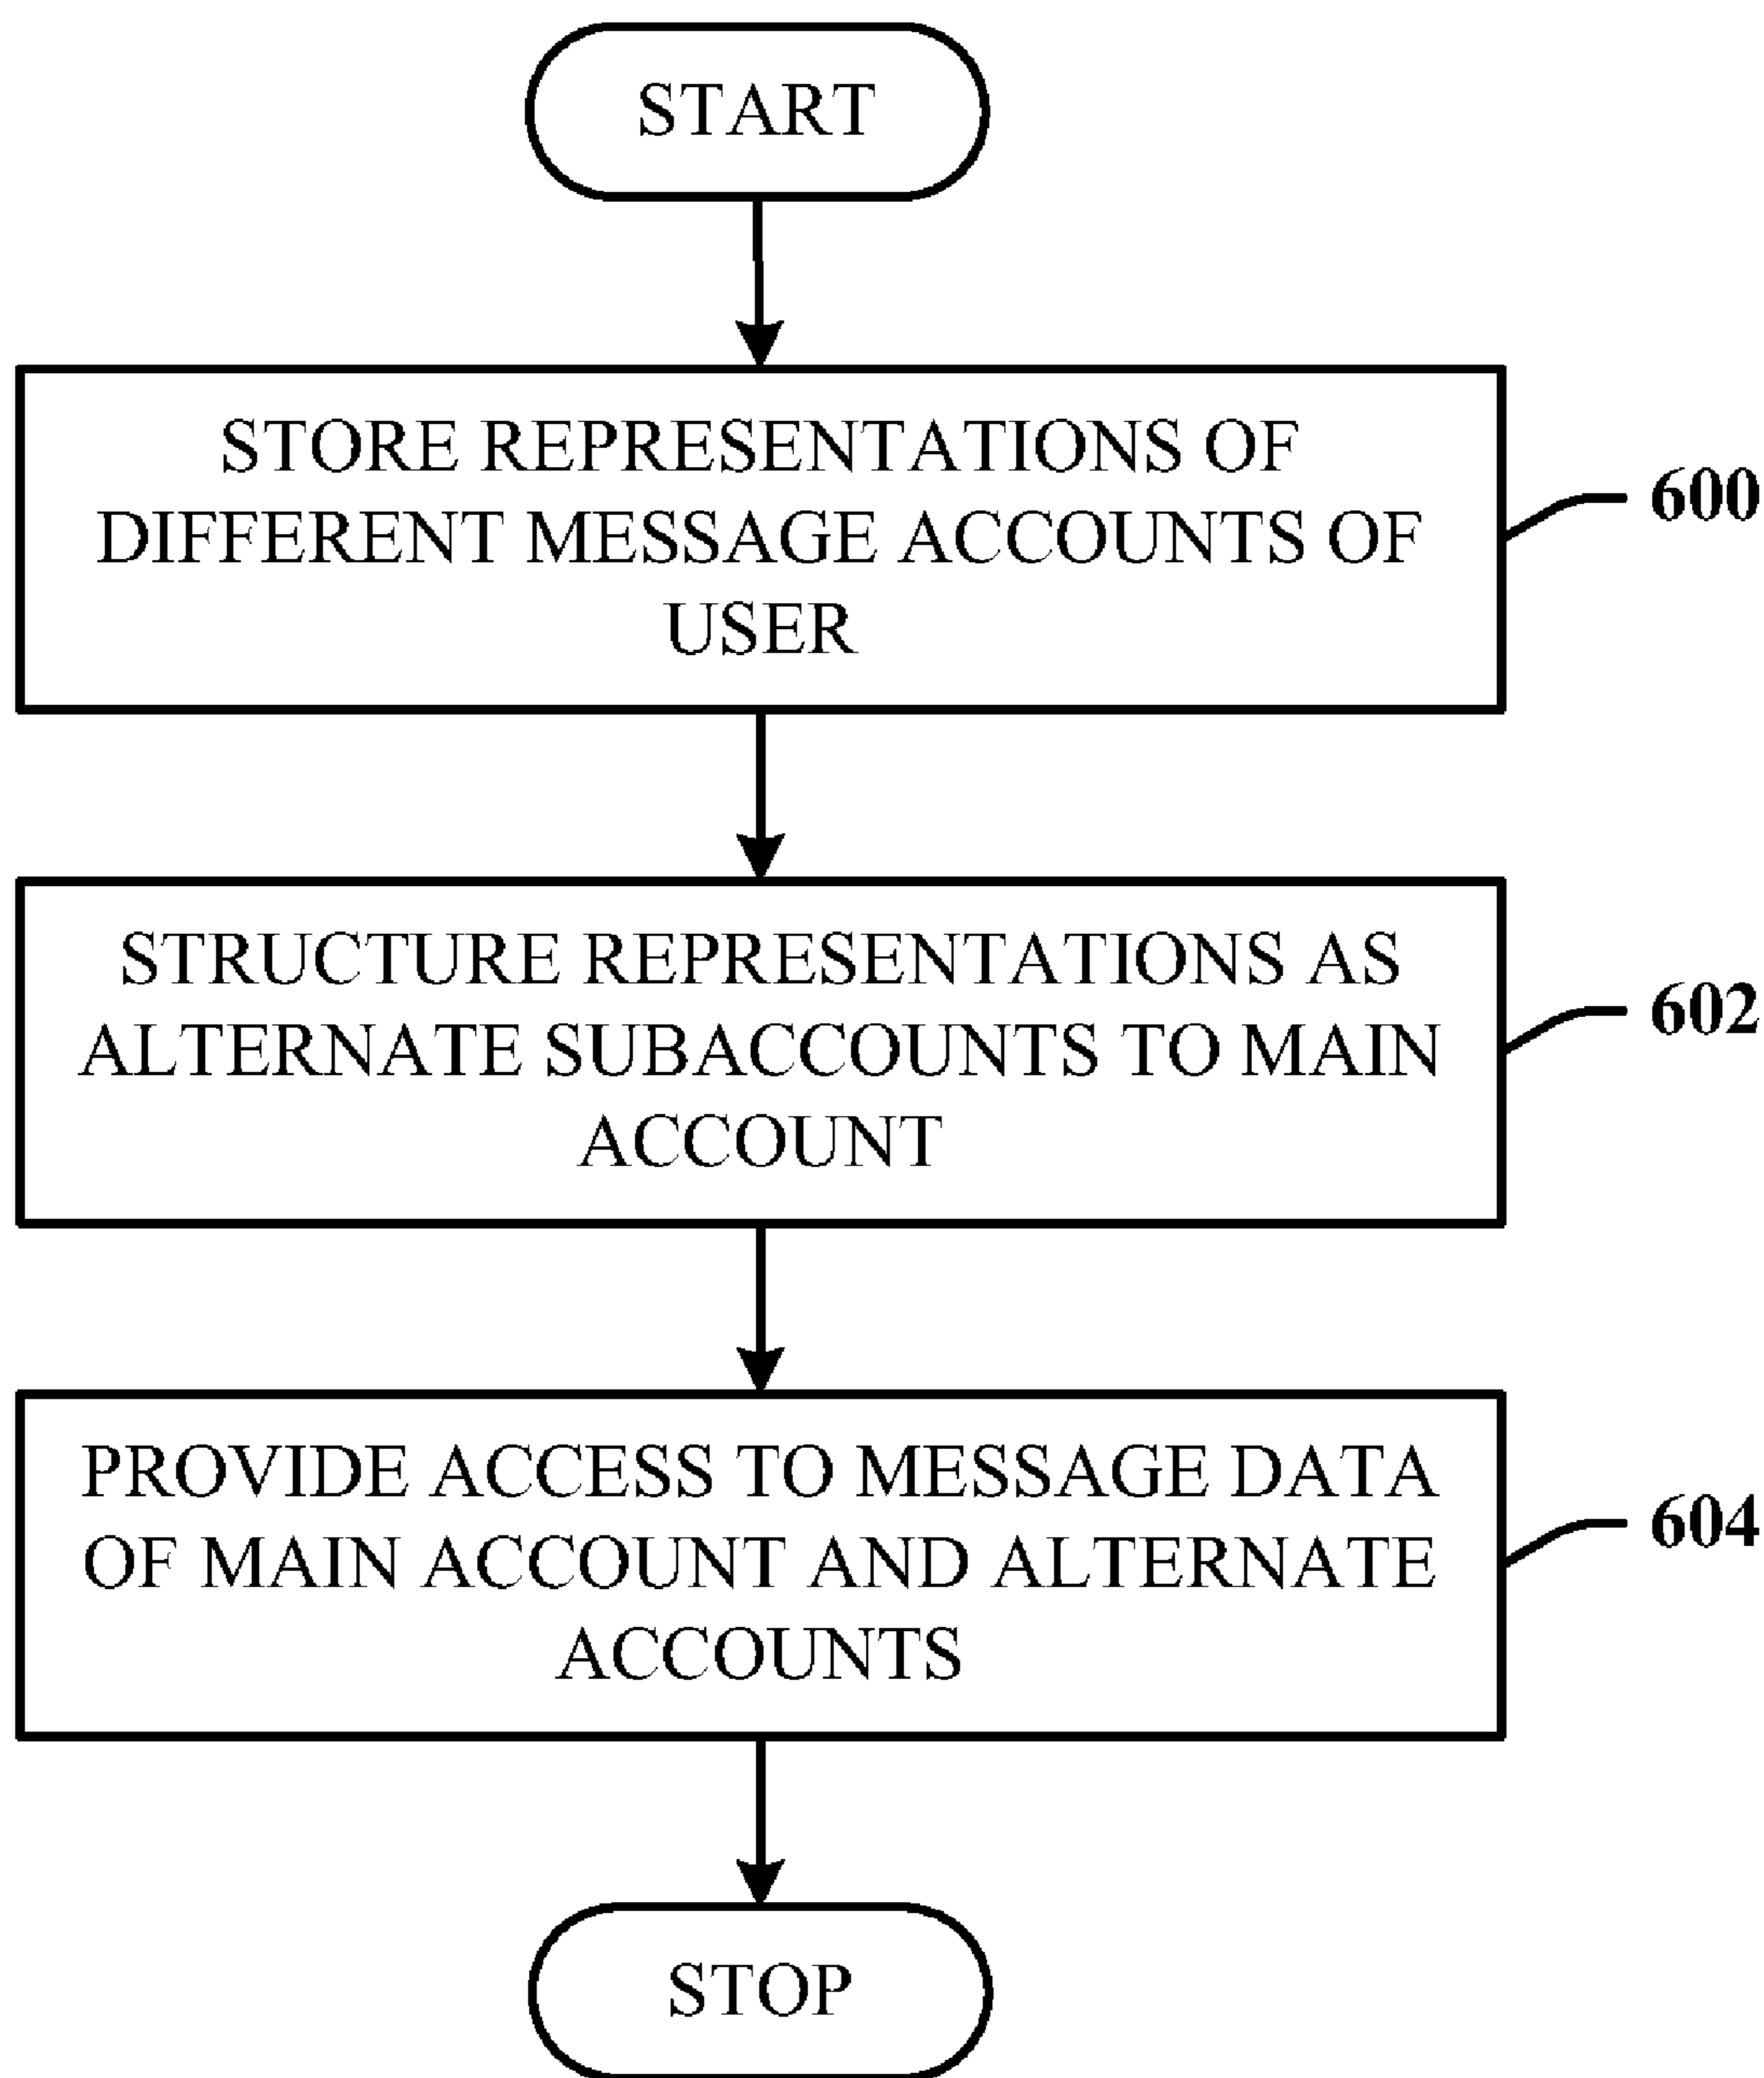 START
STORE REPRESENTATIONS OF
DIFFERENT MESSAGE ACCOUNTS OF
USER
600
STRUCTURE REPRESENTATIONS AS
ALTERNATE SUBACCOUNTS TO MAIN
ACCOUNT
602
PROVIDE ACCESS TO MESSAGE DATA
OF MAIN ACCOUNT AND ALTERNATE
ACCOUNTS
604
STOP